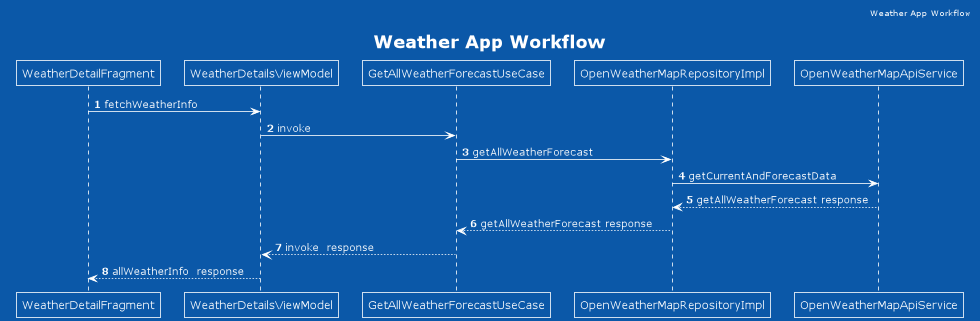 Weather App Workflow
Weather App Workflow
WeatherDetailFragment WeatherDetailsViewModel GetAllWeatherForecastUseCase OpenWeatherMapRepositoryImpl OpenWeatherMapApiService
1 fetchWeatherInfo
2 invoke
3 getAllWeatherForecast
4 getCurrentAndForecastData
5 getAllWeatherForecast response
6 getAllWeatherForecast response
7 invoke response
8 allWeatherInfo response
WeatherDetailFragment WeatherDetailsViewModel GetAllWeatherForecastUseCase OpenWeatherMapRepositoryImpl OpenWeatherMapApiService